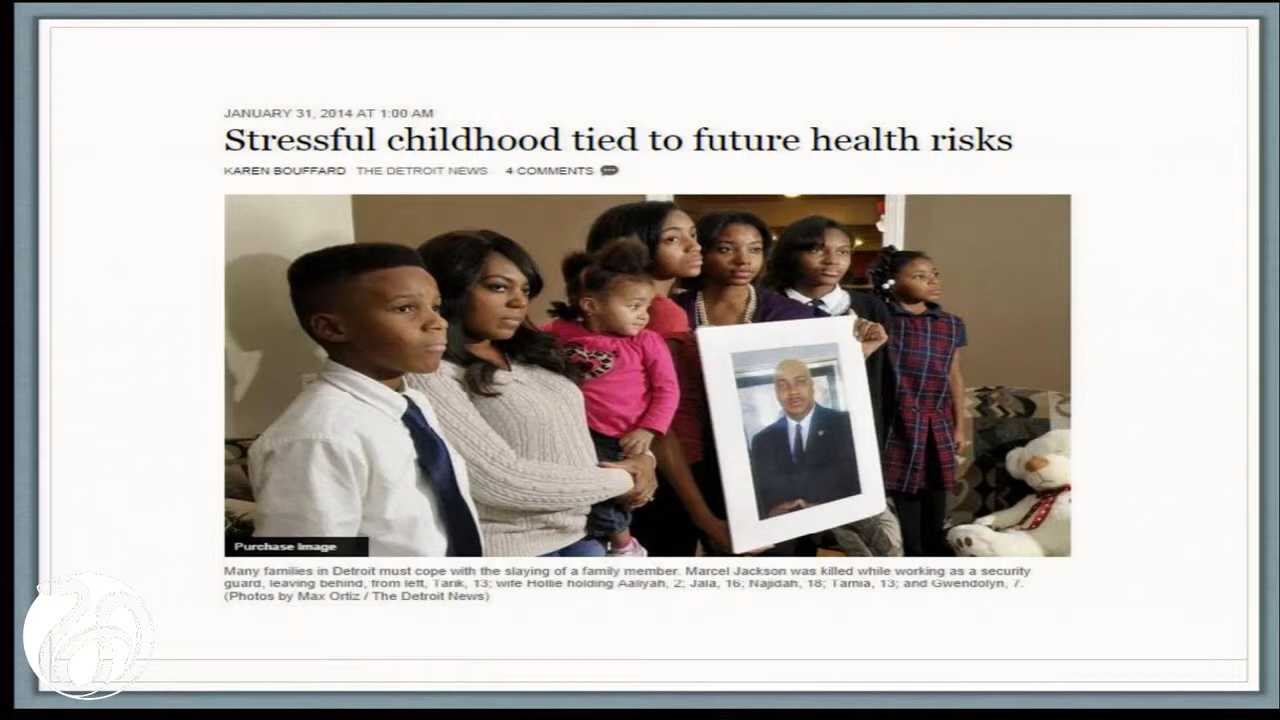 JANUARY 31, 2014 AT 1:00 AM
Stressful childhood tied to future health risks
KAREN BOUFFARD THE DETROIT NEWS 4 COMMENTS
Purchase Image
Many families in Detroit must cope with the slaying of a family member. Marcel Jackson was killed while working as a security
guard, leaving behind, from left, Tarik, 13; wife Hollie holding Aaliyah, 2; Jala, 16; Najidah, 18; Tamia, 13; and Gwendolyn, 7.
(Photos by Max Ortiz / The Detroit News)